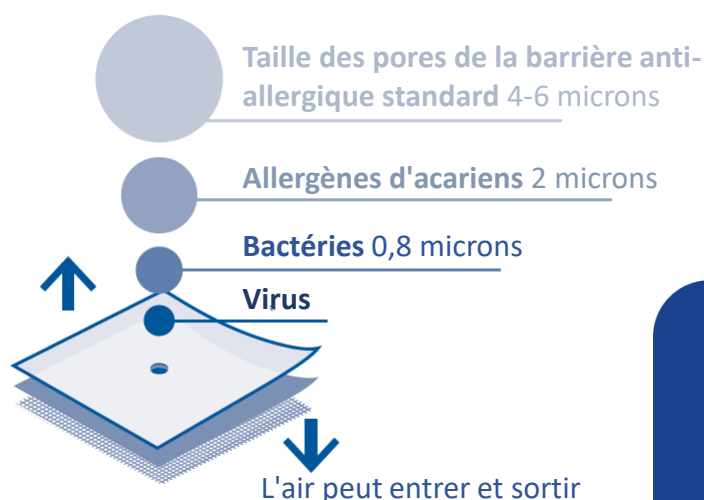 Taille des pores de la barrière anti-
allergique standard 4-6 microns
Allergènes d'acariens 2 microns
Bactéries 0,8 microns
Virus
L'air peut entrer et sortir